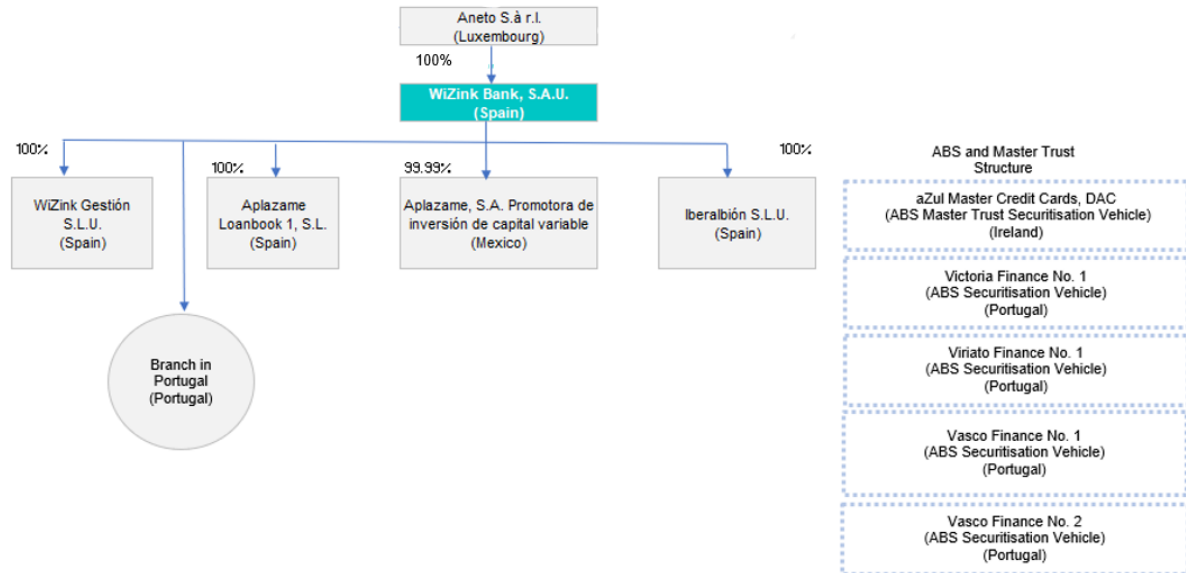 Aneto S.à r.l.
(Luxembourg)
100%
WiZink Bank, S.A.U.
(Spain)
100%
100%
99.99%
100%
WiZink Gestión
S.L.U.
(Spain)
Aplazame
Loanbook 1, S.L.
(Spain)
Aplazame, S.A. Promotora de
inversión de capital variable
(Mexico)
Iberalbión S.L.U.
(Spain)
Branch in
Portugal
(Portugal)
ABS and Master Trust
Structure
aZul Master Credit Cards, DAC
(ABS Master Trust Securitisation Vehicle)
(Ireland)
Victoria Finance No. 1
(ABS Securitisation Vehicle)
(Portugal)
Viriato Finance No. 1
(ABS Securitisation Vehicle)
(Portugal)
Vasco Finance No. 1
(ABS Securitisation Vehicle)
(Portugal)
Vasco Finance No. 2
(ABS Securitisation Vehicle)
(Portugal)